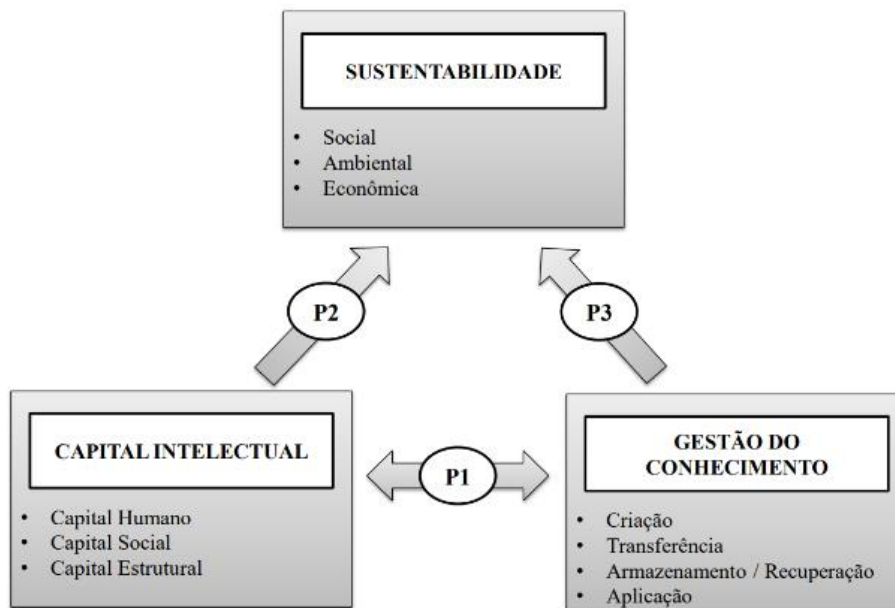 SUSTENTABILIDADE
• Social
• Ambiental
• Econômica
P2
P3
CAPITAL INTELECTUAL
• Capital Humano
• Capital Social
• Capital Estrutural
P1
GESTÃO DO
CONHECIMENTO
• Criação
• Transferência
• Armazenamento / Recuperação
• Aplicação